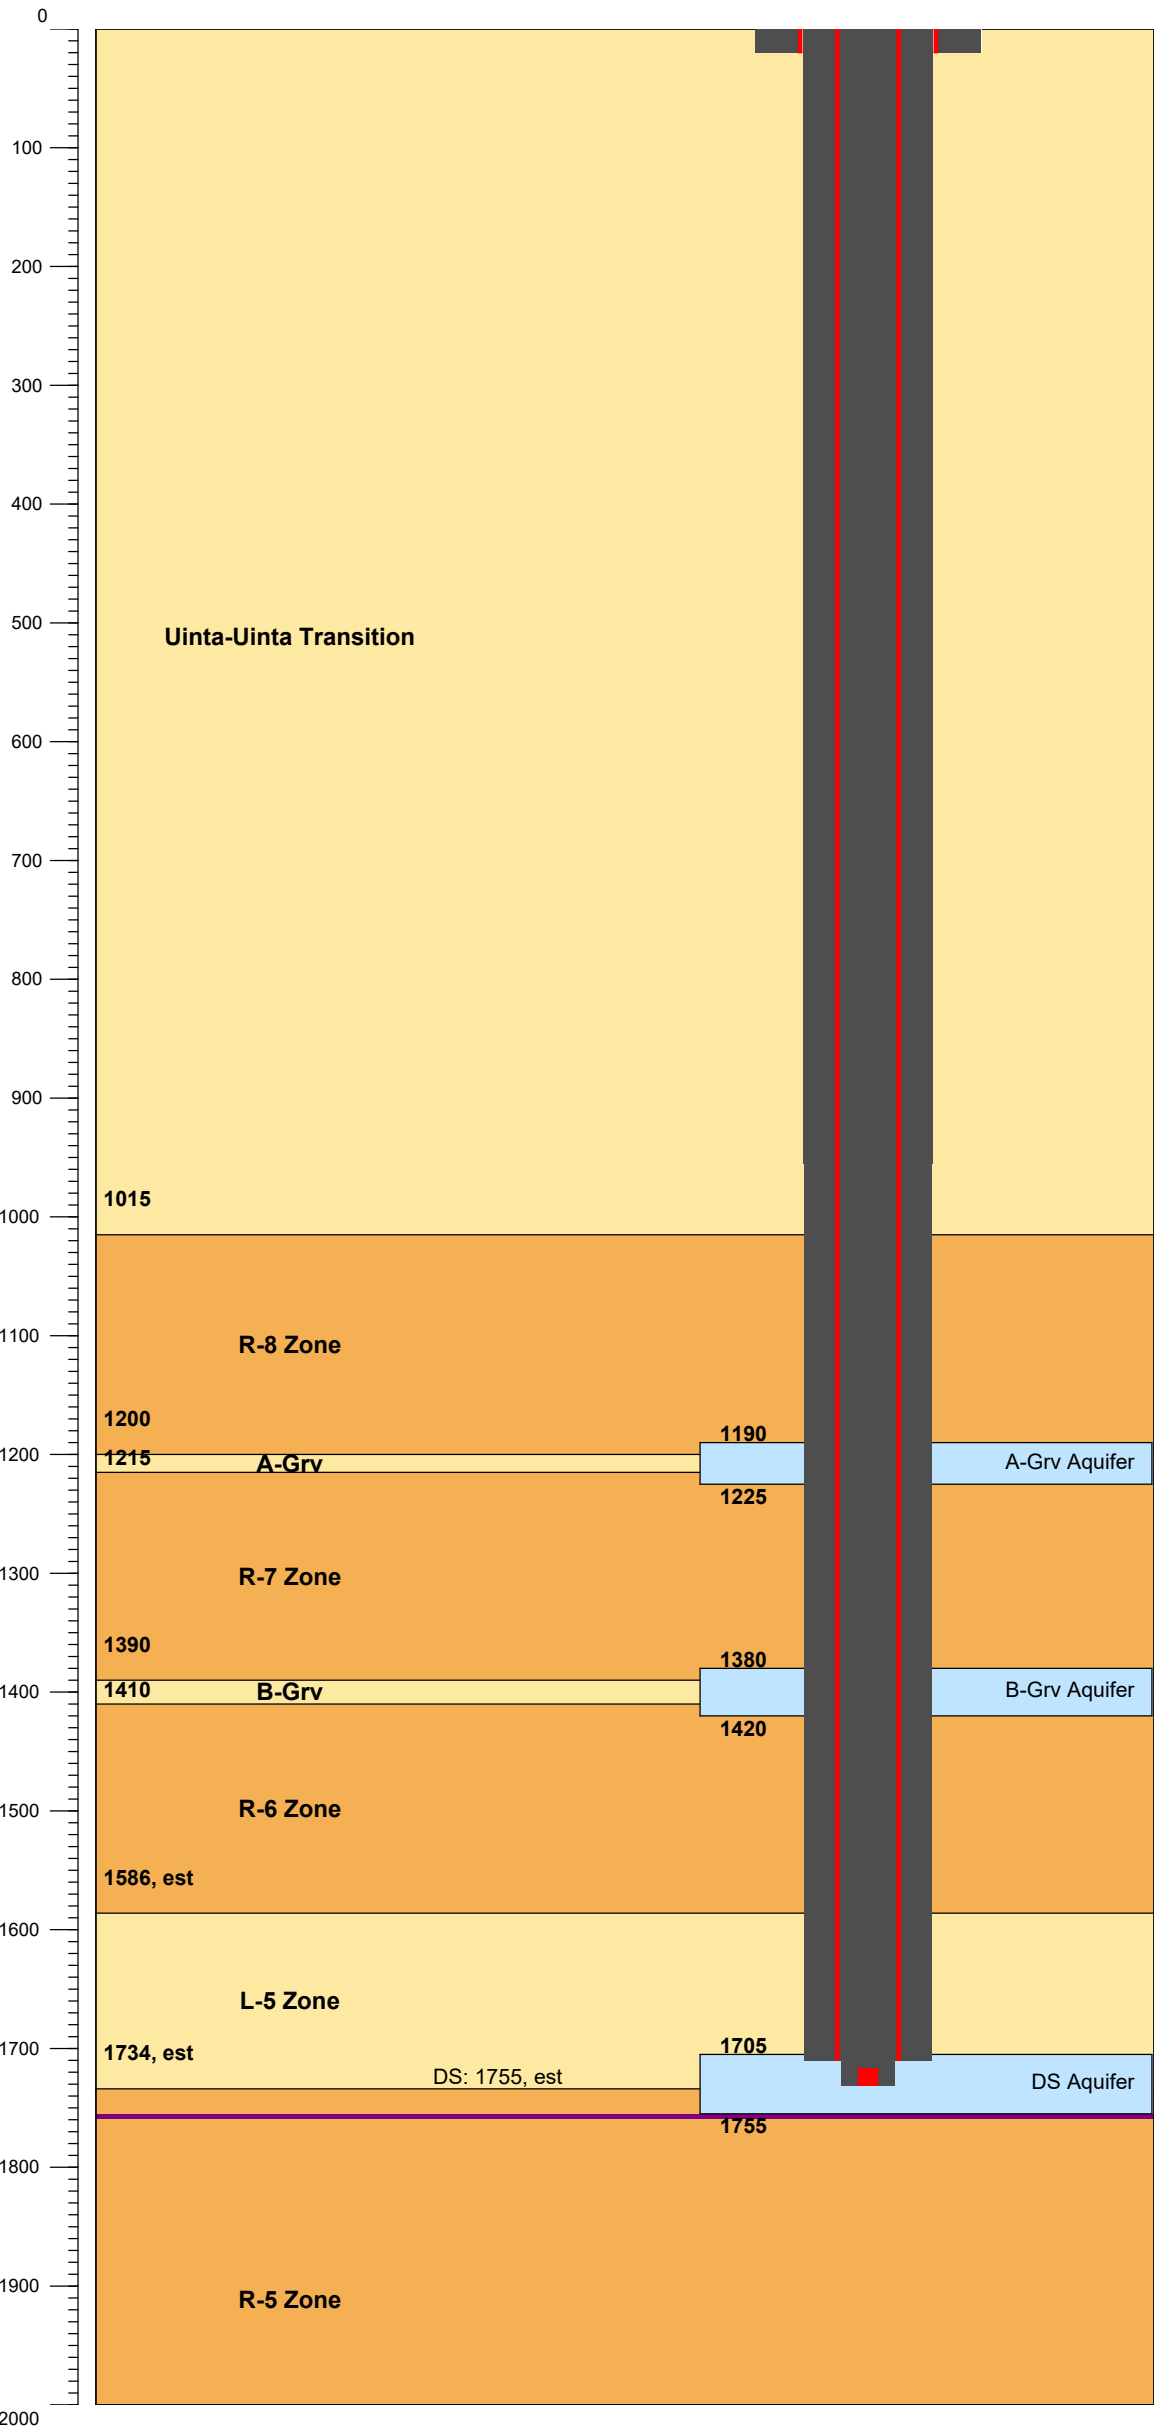 0
100
200
300
400
500
Uinta-Uinta Transition
600
700
800
900
1015
1000
1100
R-8 Zone
1200
1190
1200
1215
A-Grv
A-Grv Aquifer
1225
1300
R-7 Zone
1390
1380
1400
1410
B-Grv
B-Grv Aquifer
1420
1500
R-6 Zone
1586, est
1600
L-5 Zone
1700
1734, est
1705
DS: 1755, est
DS Aquifer
1755
1800
1900
R-5 Zone
2000